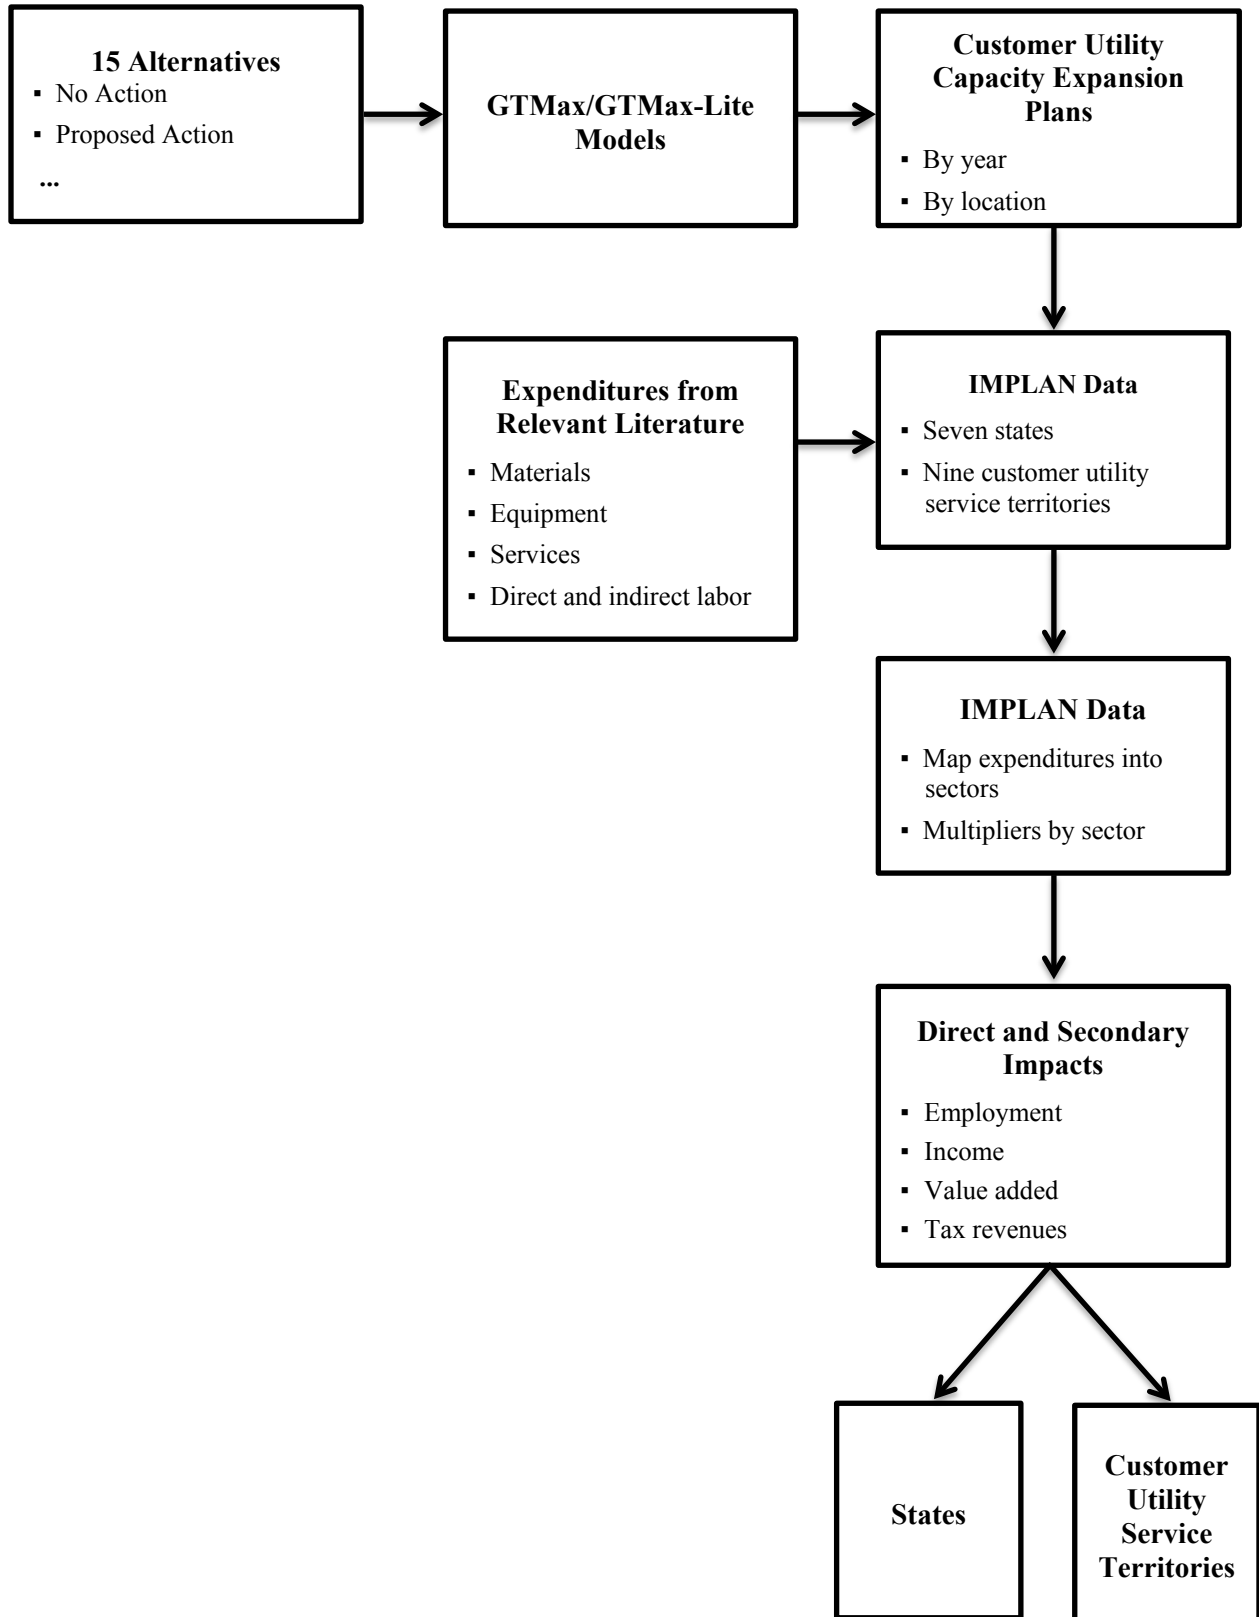 15 Alternatives
▪ No Action
▪ Proposed Action
...
GTMax/GTMax-Lite
Models
Customer Utility
Capacity Expansion
Plans
▪ By year
▪ By location
Expenditures from
Relevant Literature
▪ Materials
▪ Equipment
▪ Services
▪ Direct and indirect labor
IMPLAN Data
▪ Seven states
▪ Nine customer utility
service territories
IMPLAN Data
▪ Map expenditures into
sectors
▪ Multipliers by sector
Direct and Secondary
Impacts
▪ Employment
▪ Income
▪ Value added
▪ Tax revenues
States
Customer
Utility
Service
Territories